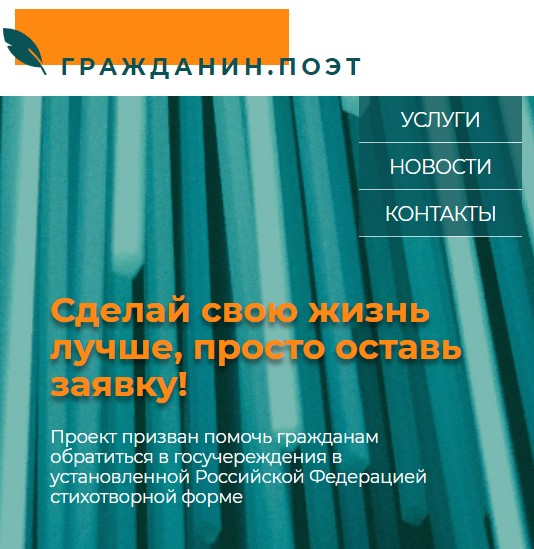 ГРАЖДАНИН.ПОЭТ
УСЛУГИ
НОВОСТИ
КОНТАКТЫ
Сделай свою жизнь
лучше, просто оставь
заявку!
Проект призван помочь гражданам
обратиться в госучереждения в
установленной Российской Федерацией
стихотворной форме